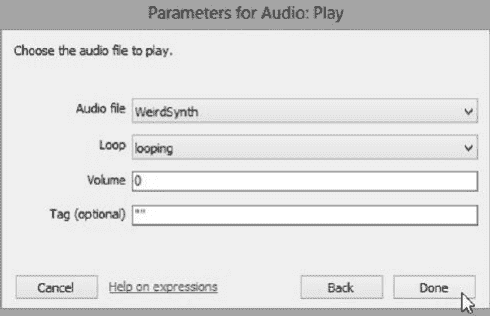 Parameters for Audio: Play
Choose the audio file to play.
Audio file WeirdSynth
Loop looping
Volume 0
Tag (optional) ""
Cancel Help on expressions Back Done